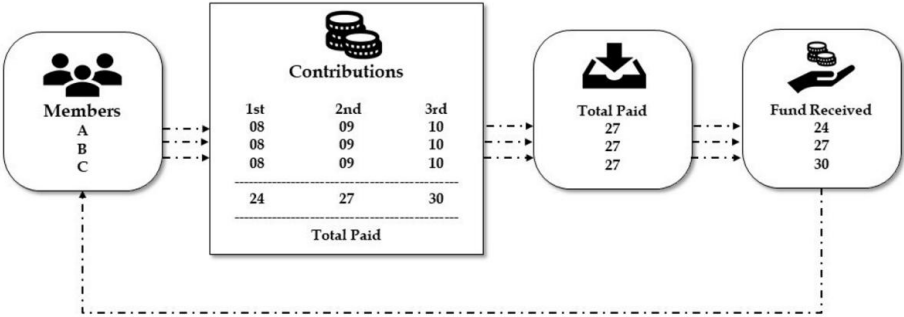 Members
A
B
C
Contributions
1st 2nd 3rd
08 09 10
08 09 10
08 09 10
24 27 30
Total Paid
Total Paid
27
27
27
Fund Received
24
27
30